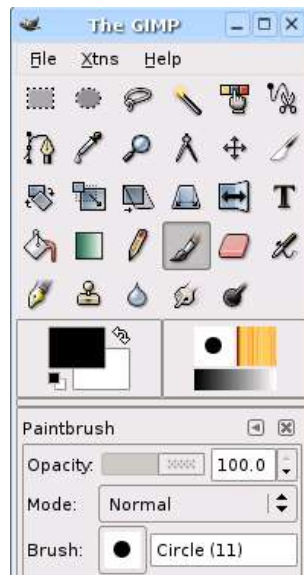 The GIMP
File Xtns Help
T
Paintbrush
Opacity: 100.0
Mode: Normal
Brush: Circle (11)